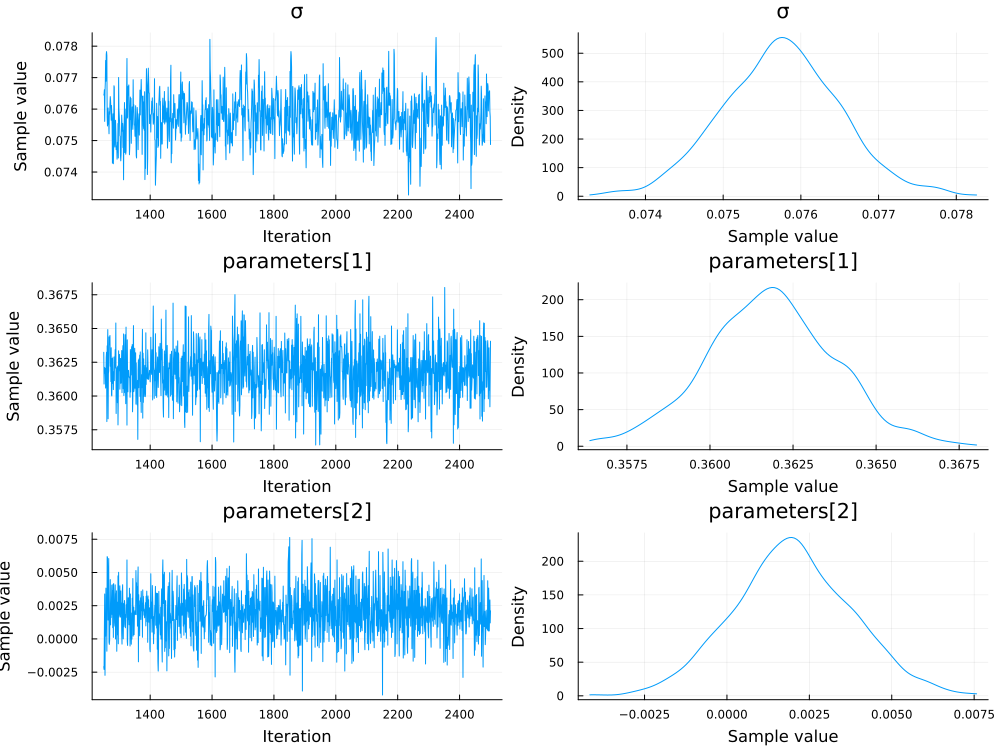 σ
σ
Sample value
0.078
0.077
0.076
0.075
0.074
1400 1600 1800 2000 2200 2400
Iteration
Density
500
400
300
200
100
0
0.074 0.075 0.076 0.077 0.078
Sample value
parameters[1]
parameters[1]
Sample value
0.3675
0.3650
0.3625
0.3600
0.3575
1400 1600 1800 2000 2200 2400
Iteration
Density
200
150
100
50
0
0.3575 0.3600 0.3625 0.3650 0.3675
Sample value
parameters[2]
parameters[2]
Sample value
0.0075
0.0050
0.0025
0.0000
−0.0025
1400 1600 1800 2000 2200 2400
Iteration
Density
200
150
100
50
0
−0.0025 0.0000 0.0025 0.0050 0.0075
Sample value